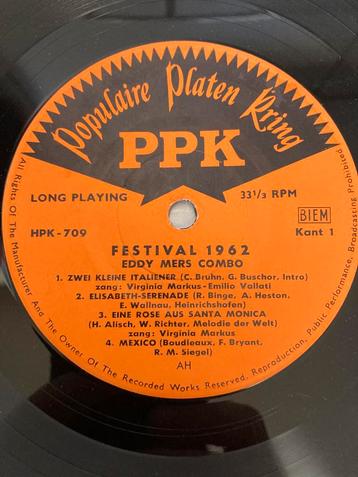 Populaire Platen Kring
PPK
LONG PLAYING
33 1/3 RPM
BIEM
HPK-709
Kant 1
FESTIVAL 1962
EDDY MERS COMBO
1. ZWEI KLEINE ITALIENER (C. Bruhn. G. Buschor. Intro)
zang: Virginia Markus-Emilio Vallati
2. ELISABETH-SERENADE (R. Binge, A. Heston,
E. Wallnau, Heinrichshofen)
3. EINE ROSE AUS SANTA MONICA
(H. Alisch, W. Richter, Melodie der Welt)
zang: Virginia Markus
4. MEXICO (Boudleaux, F. Bryant,
R. M. Siegel)
AH
All Rights Of The Manufacturer And The Owner Of The Recorded Works Reserved. Reproduction, Public Performance, Broadcasting Prohibited